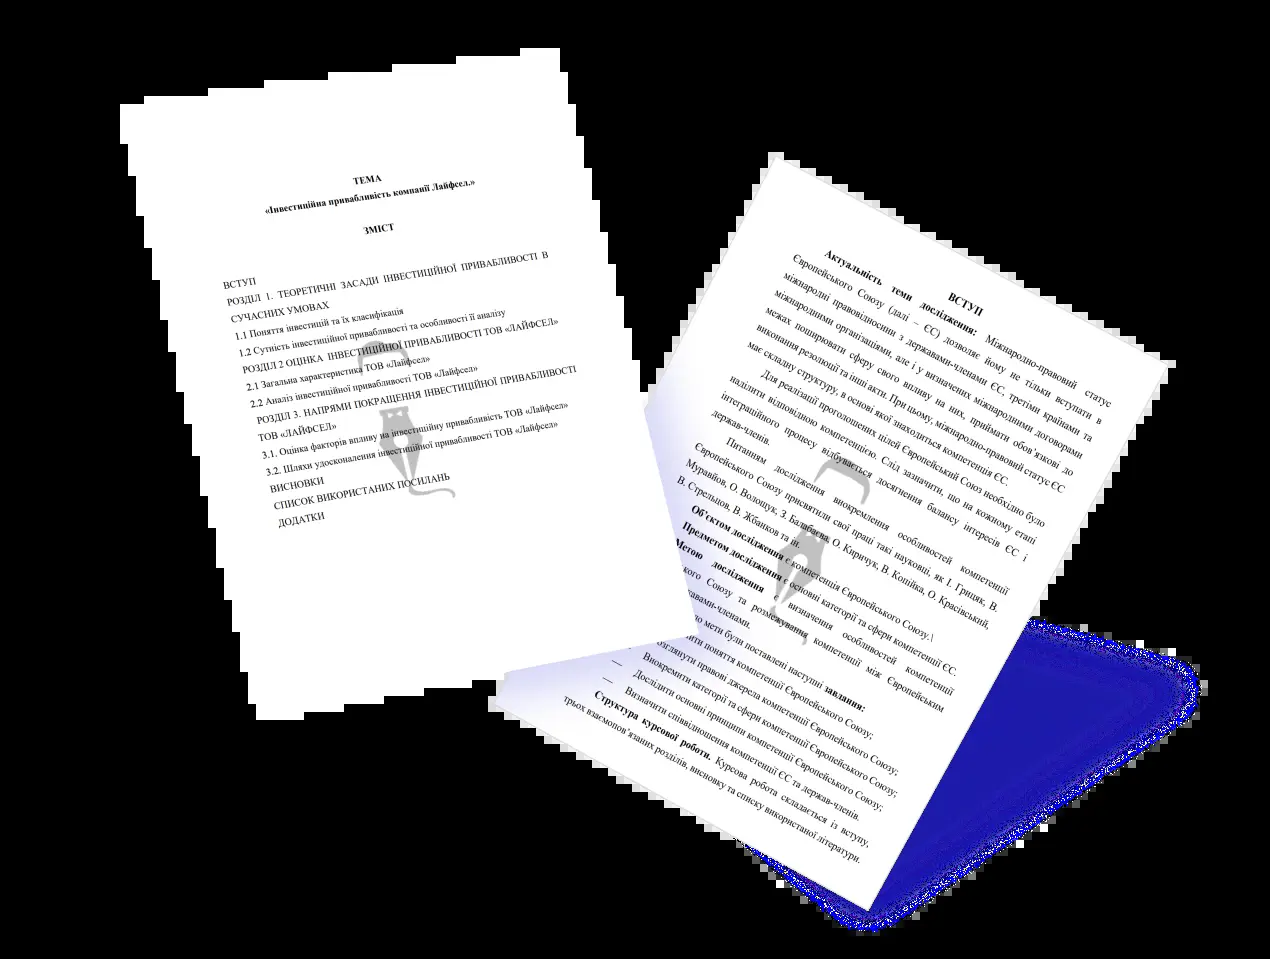 ТЕМА
«Інвестиційна привабливість компанії Лайфсел.»
ЗМІСТ
ВСТУП
РОЗДІЛ 1. ТЕОРЕТИЧНІ ЗАСАДИ ІНВЕСТИЦІЙНОЇ ПРИВАБЛИВОСТІ В
СУЧАСНИХ УМОВАХ
1.1 Поняття інвестицій та їх класифікація
1.2 Сутність інвестиційної привабливості та особливості її аналізу
РОЗДІЛ 2 ОЦІНКА ІНВЕСТИЦІЙНОЇ ПРИВАБЛИВОСТІ ТОВ «ЛАЙФСЕЛ»
2.1 Загальна характеристика ТОВ «Лайфсел»
2.2 Аналіз інвестиційної привабливості ТОВ «Лайфсел»
РОЗДІЛ 3. НАПРЯМИ ПОКРАЩЕННЯ ІНВЕСТИЦІЙНОЇ ПРИВАБЛИВОСТІ
ТОВ «ЛАЙФСЕЛ»
3.1. Оцінка факторів впливу на інвестиційну привабливість ТОВ «Лайфсел»
3.2. Шляхи удосконалення інвестиційної привабливості ТОВ «Лайфсел»
ВИСНОВКИ
СПИСОК ВИКОРИСТАНИХ ПОСИЛАНЬ
ДОДАТКИ
ВСТУП
Актуальність теми дослідження: Міжнародно-правовий статус
Європейського Союзу (далі – ЄС) дозволяє йому не тільки вступати в
міжнародні правовідносини з державами-членами ЄС, третіми країнами та
міжнародними організаціями, але і у визначених міжнародними договорами
межах поширювати сферу свого впливу на них, приймати обов'язкові до
виконання резолюції та інші акти. При цьому, міжнародно-правовий статус ЄС
має складну структуру, в основі якої знаходиться компетенція ЄС.
Для реалізації проголошених цілей Європейський Союз необхідно було
наділити відповідною компетенцією. Слід зазначити, що на кожному етапі
інтеграційного процесу відбувається досягнення балансу інтересів ЄС і
держав-членів.
Питанням дослідження виокремлення особливостей компетенції
Європейського Союзу присвятили свої праці такі науковці, як І. Грицяк, В.
Муравйов, О. Волощук, З. Балабаєва, О. Киричук, В. Копійка, О. Красівський,
В. Стрельцов, В. Жбанков та ін.
Об'єктом дослідження є компетенція Європейського Союзу.\
Предметом дослідження є основні категорії та сфери компетенції ЄС.
Метою дослідження є визначення особливостей компетенції
кого Союзу та розмежування компетенції між Європейським
жавами-членами.
ло мети були поставлені наступні завдання:
ити поняття компетенції Європейського Союзу;
озглянути правові джерела компетенції Європейського Союзу;
Виокремити категорії та сфери компетенції Європейського Союзу;
— Дослідити основні принципи компетенції Європейського Союзу;
— Визначити співвідношення компетенції ЄС та держав-членів.
Структура курсової роботи. Курсова робота складається із вступу,
трьох взаємопов'язаних розділів, висновку та списку використаної літератури.